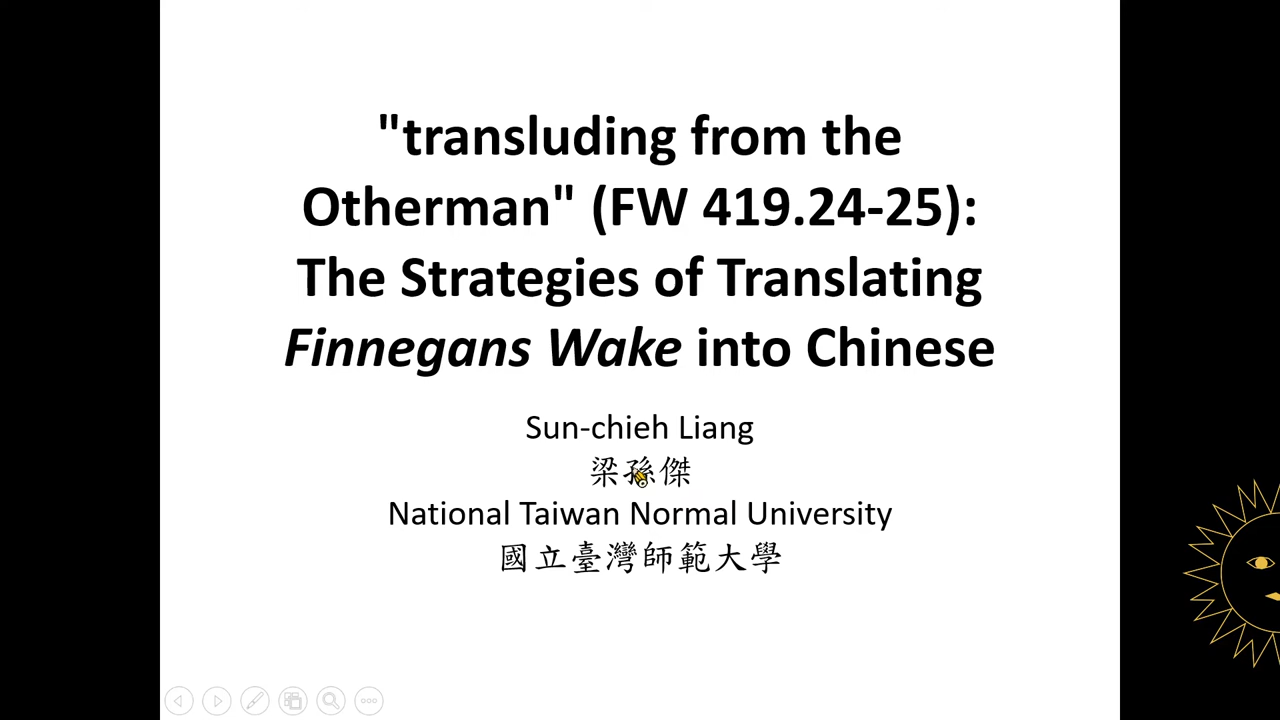 "transluding from the
Otherman" (FW 419.24-25):
The Strategies of Translating
Finnegans Wake into Chinese
Sun-chieh Liang
梁孫傑
National Taiwan Normal University
國立臺灣師範大學